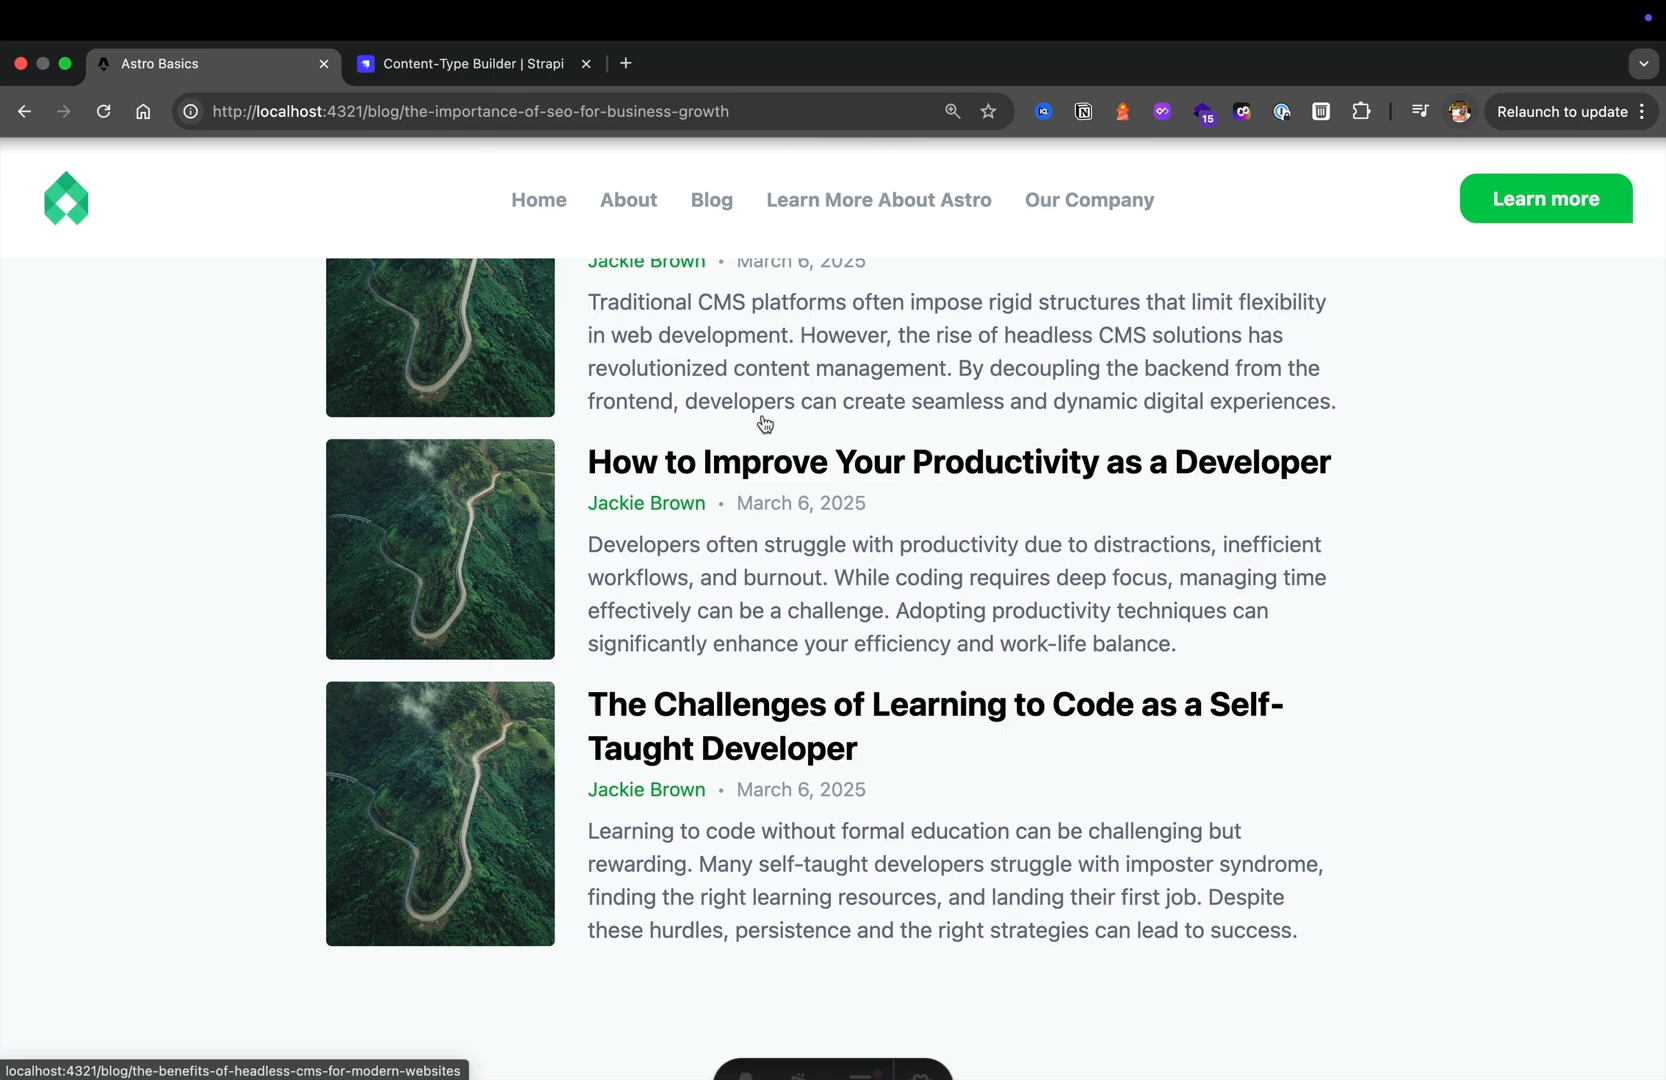 Astro Basics
Content-Type Builder | Strapi
http://localhost:4321/blog/the-importance-of-seo-for-business-growth
15
Relaunch to update
Home
About
Blog
Learn More About Astro
Our Company
Learn more
Jackie Brown • March 6, 2025
Traditional CMS platforms often impose rigid structures that limit flexibility
in web development. However, the rise of headless CMS solutions has
revolutionized content management. By decoupling the backend from the
frontend, developers can create seamless and dynamic digital experiences.
How to Improve Your Productivity as a Developer
Jackie Brown • March 6, 2025
Developers often struggle with productivity due to distractions, inefficient
workflows, and burnout. While coding requires deep focus, managing time
effectively can be a challenge. Adopting productivity techniques can
significantly enhance your efficiency and work-life balance.
The Challenges of Learning to Code as a Self-
Taught Developer
Jackie Brown • March 6, 2025
Learning to code without formal education can be challenging but
rewarding. Many self-taught developers struggle with imposter syndrome,
finding the right learning resources, and landing their first job. Despite
these hurdles, persistence and the right strategies can lead to success.
localhost:4321/blog/the-benefits-of-headless-cms-for-modern-websites